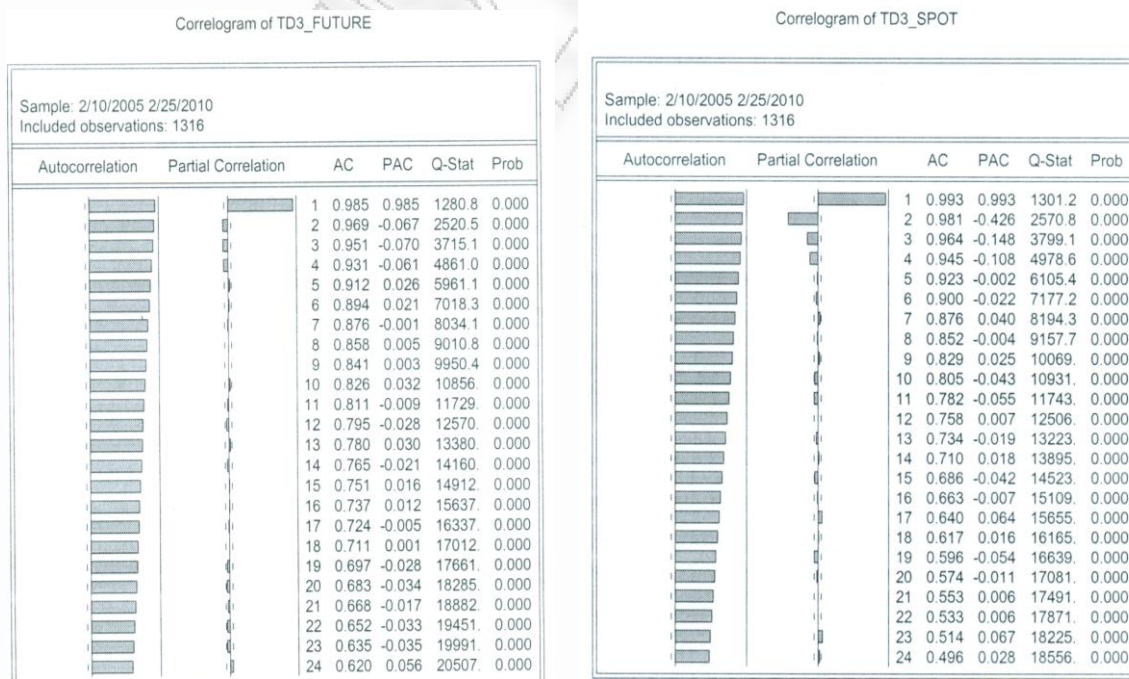 Correlogram of TD3_FUTURE
Sample: 2/10/2005 2/25/2010
Included observations: 1316
Autocorrelation Partial Correlation AC PAC Q-Stat Prob
1 0.985 0.985 1280.8 0.000
2 0.969 -0.067 2520.5 0.000
3 0.951 -0.070 3715.1 0.000
4 0.931 -0.061 4861.0 0.000
5 0.912 0.026 5961.1 0.000
6 0.894 0.021 7018.3 0.000
7 0.876 -0.001 8034.1 0.000
8 0.858 0.005 9010.8 0.000
9 0.841 0.003 9950.4 0.000
10 0.826 0.032 10856. 0.000
11 0.811 -0.009 11729. 0.000
12 0.795 -0.028 12570. 0.000
13 0.780 0.030 13380. 0.000
14 0.765 -0.021 14160. 0.000
15 0.751 0.016 14912. 0.000
16 0.737 0.012 15637. 0.000
17 0.724 -0.005 16337. 0.000
18 0.711 0.001 17012. 0.000
19 0.697 -0.028 17661. 0.000
20 0.683 -0.034 18285. 0.000
21 0.668 -0.017 18882. 0.000
22 0.652 -0.033 19451. 0.000
23 0.635 -0.035 19991. 0.000
24 0.620 0.056 20507. 0.000
Correlogram of TD3_SPOT
Sample: 2/10/2005 2/25/2010
Included observations: 1316
Autocorrelation Partial Correlation AC PAC Q-Stat Prob
1 0.993 0.993 1301.2 0.000
2 0.981 -0.426 2570.8 0.000
3 0.964 -0.148 3799.1 0.000
4 0.945 -0.108 4978.6 0.000
5 0.923 -0.002 6105.4 0.000
6 0.900 -0.022 7177.2 0.000
7 0.876 0.040 8194.3 0.000
8 0.852 -0.004 9157.7 0.000
9 0.829 0.025 10069. 0.000
10 0.805 -0.043 10931. 0.000
11 0.782 -0.055 11743. 0.000
12 0.758 0.007 12506. 0.000
13 0.734 -0.019 13223. 0.000
14 0.710 0.018 13895. 0.000
15 0.686 -0.042 14523. 0.000
16 0.663 -0.007 15109. 0.000
17 0.640 0.064 15655. 0.000
18 0.617 0.016 16165. 0.000
19 0.596 -0.054 16639. 0.000
20 0.574 -0.011 17081. 0.000
21 0.553 0.006 17491. 0.000
22 0.533 0.006 17871. 0.000
23 0.514 0.067 18225. 0.000
24 0.496 0.028 18556. 0.000